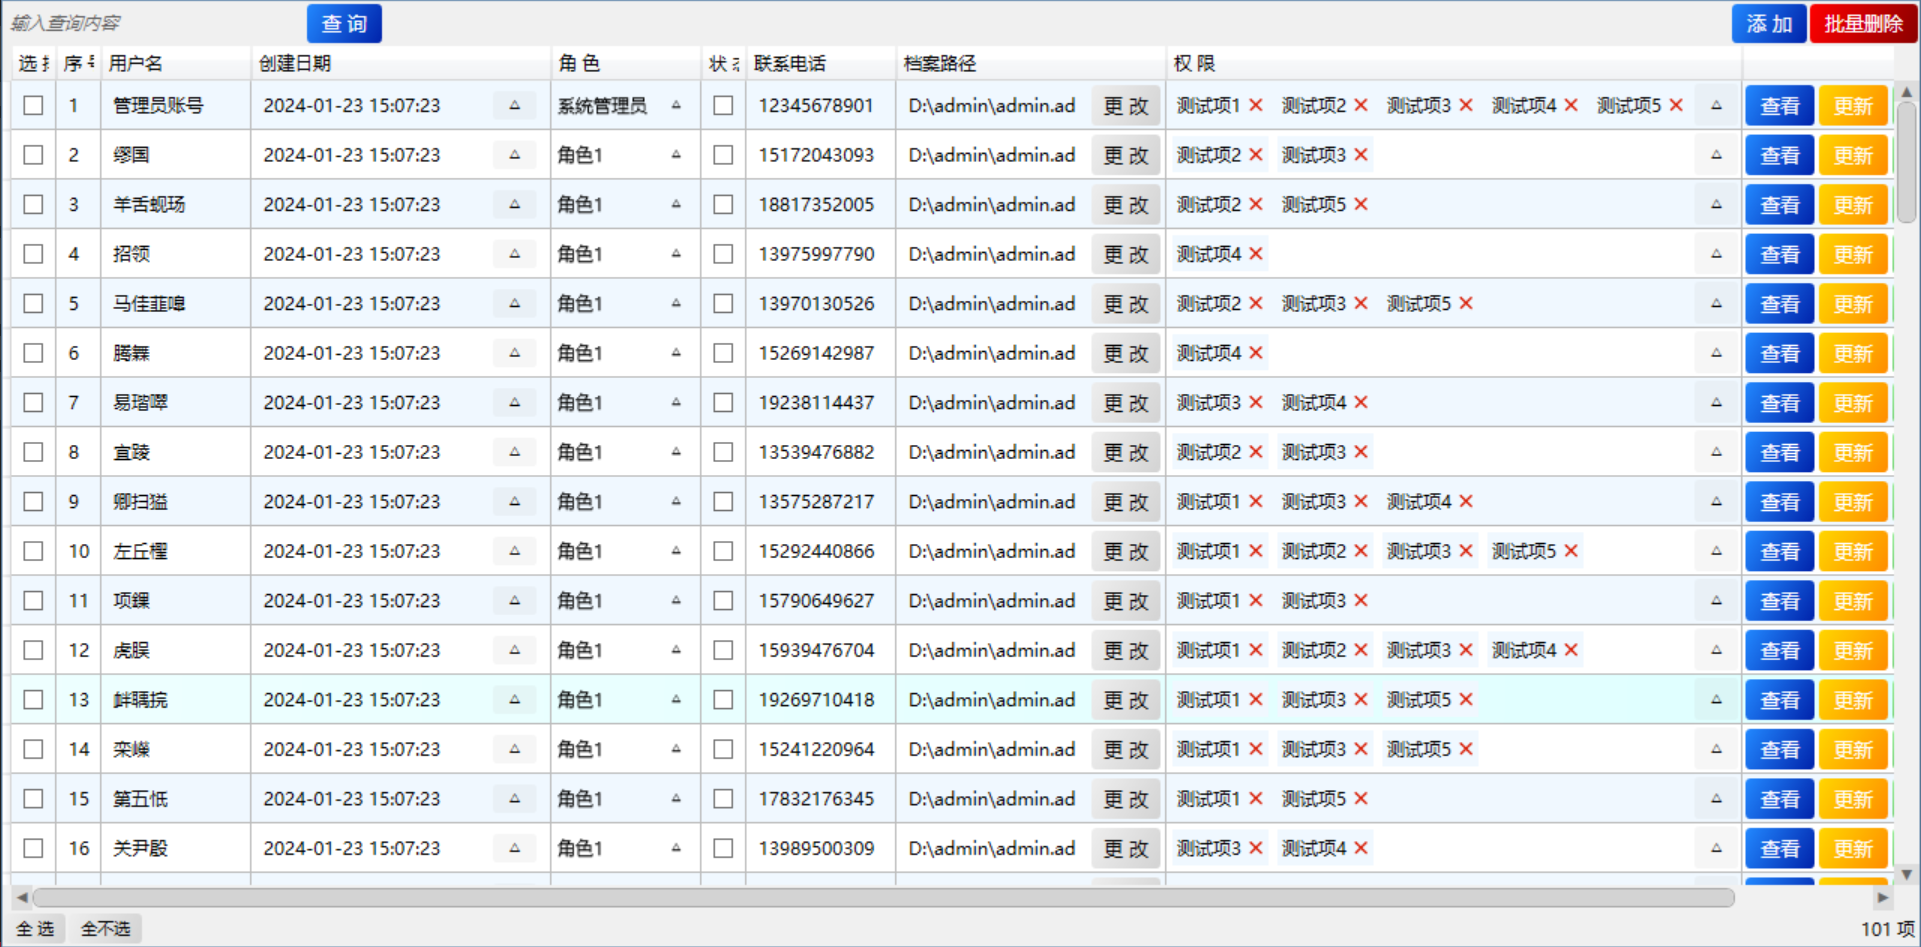 输入查询内容 查 询 添 加 批量删除
选 序 用户名 创建日期 角 色 状 联系电话 档案路径 权 限
1 管理员账号 2024-01-23 15:07:23 系统管理员 12345678901 D:\admin\admin.ad 更 改 测试项1 测试项2 测试项3 测试项4 测试项5 查看 更新
2 缪国 2024-01-23 15:07:23 角色1 15172043093 D:\admin\admin.ad 更 改 测试项2 测试项3 查看 更新
3 羊舌蚬玚 2024-01-23 15:07:23 角色1 18817352005 D:\admin\admin.ad 更 改 测试项2 测试项5 查看 更新
4 招领 2024-01-23 15:07:23 角色1 13975997790 D:\admin\admin.ad 更 改 测试项4 查看 更新
5 马佳韮嗥 2024-01-23 15:07:23 角色1 13970130526 D:\admin\admin.ad 更 改 测试项2 测试项3 测试项5 查看 更新
6 2024-01-23 15:07:23 角色1 15269142987 D:\admin\admin.ad 更 改 测试项4 查看 更新
7 2024-01-23 15:07:23 角色1 19238114437 D:\admin\admin.ad 更 改 测试项3 测试项4 查看 更新
8 2024-01-23 15:07:23 角色1 13539476882 D:\admin\admin.ad 更 改 测试项2 测试项3 查看 更新
9 2024-01-23 15:07:23 角色1 13575287217 D:\admin\admin.ad 更 改 测试项1 测试项3 测试项4 查看 更新
10 2024-01-23 15:07:23 角色1 15292440866 D:\admin\admin.ad 更 改 测试项1 测试项2 测试项3 测试项5 查看 更新
11 2024-01-23 15:07:23 角色1 15790649627 D:\admin\admin.ad 更 改 测试项1 测试项3 查看 更新
12 2024-01-23 15:07:23 角色1 15939476704 D:\admin\admin.ad 更 改 测试项1 测试项2 测试项3 测试项4 查看 更新
13 2024-01-23 15:07:23 角色1 19269710418 D:\admin\admin.ad 更 改 测试项1 测试项3 测试项5 查看 更新
14 栾嵘 2024-01-23 15:07:23 角色1 15241220964 D:\admin\admin.ad 更 改 测试项1 测试项3 测试项5 查看 更新
15 2024-01-23 15:07:23 角色1 17832176345 D:\admin\admin.ad 更 改 测试项1 测试项5 查看 更新
16 关尹殷 2024-01-23 15:07:23 角色1 13989500309 D:\admin\admin.ad 更 改 测试项3 测试项4 查看 更新
全 选 全不选 101 项